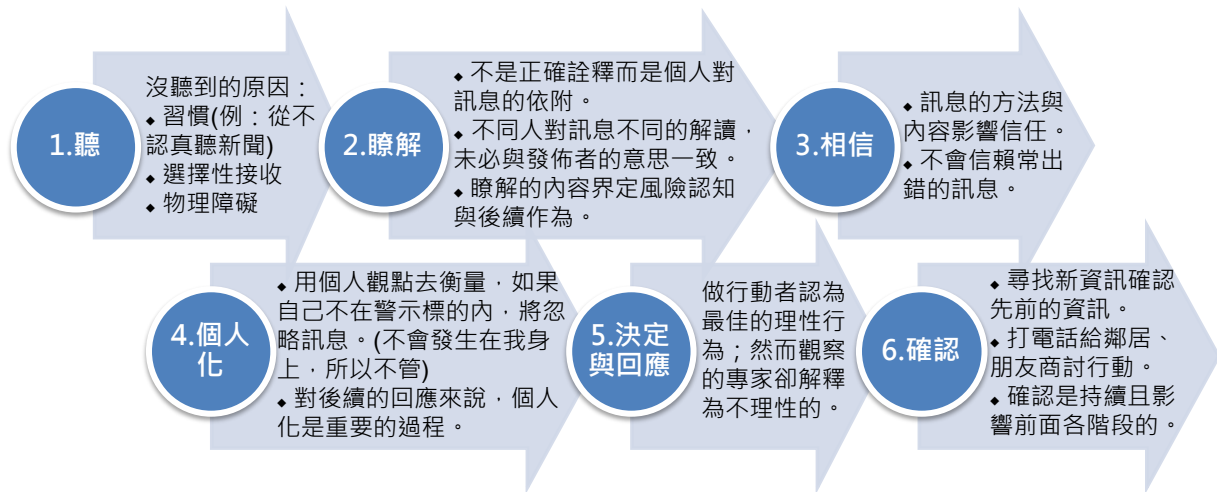 1.聽
沒聽到的原因：
◆ 習慣(例：從不
認真聽新聞)
◆ 選擇性接收
◆ 物理障礙
2.瞭解
◆ 不是正確詮釋而是個人對
訊息的依附。
◆ 不同人對訊息不同的解讀，
未必與發佈者的意思一致。
◆ 瞭解的內容界定風險認知
與後續作為。
3.相信
◆ 訊息的方法與
內容影響信任。
◆ 不會信賴常出
錯的訊息。
4.個人
化
◆ 用個人觀點去衡量，如果
自己不在警示標的內，將忽
略訊息。(不會發生在我身
上，所以不管)
◆ 對後續的回應來說，個人
化是重要的過程。
5.決定
與回應
做行動者認為
最佳的理性行
為；然而觀察
的專家卻解釋
為不理性的。
6.確認
◆ 尋找新資訊確認
先前的資訊。
◆ 打電話給鄰居、
朋友商討行動。
◆ 確認是持續且影
響前面各階段的。